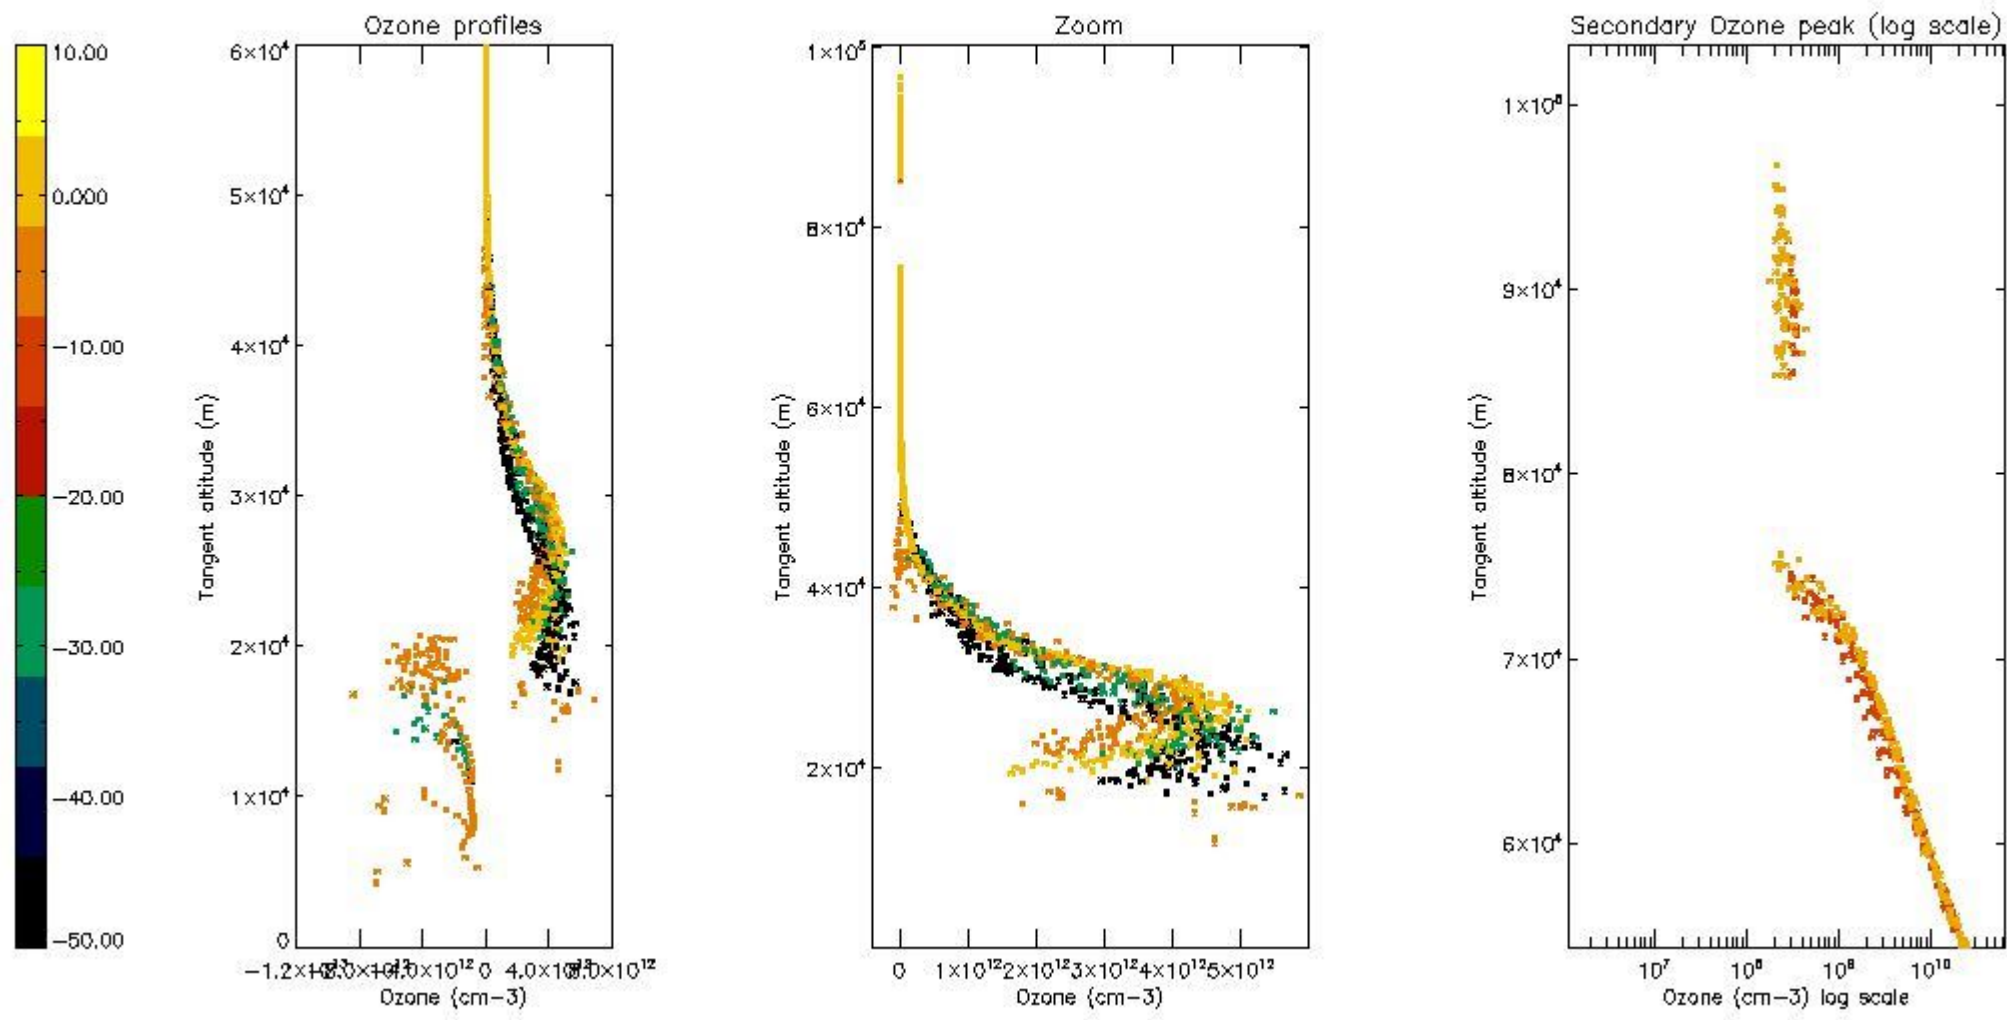 Ozone profiles
Zoom
Secondary Ozone peak (log scale)
10.00
0.000
-10.00
-20.00
-30.00
-40.00
-50.00
6×10⁴
5×10⁴
4×10⁴
3×10⁴
2×10⁴
1×10⁴
0
Tangent altitude (m)
0
Ozone (cm-3)
1×10⁵
8×10⁴
6×10⁴
4×10⁴
2×10⁴
Tangent altitude (m)
0 1×10¹² 2×10¹² 3×10¹² 4×10¹² 5×10¹²
Ozone (cm-3)
9×10⁴
8×10⁴
7×10⁴
6×10⁴
Tangent altitude (m)
10⁷ 10⁸ 10⁹ 10¹⁰
Ozone (cm-3) log scale